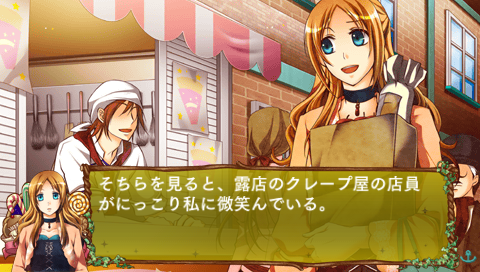 そちらを見ると、露店のクレープ屋の店員
がにっこり私に微笑んでいる。